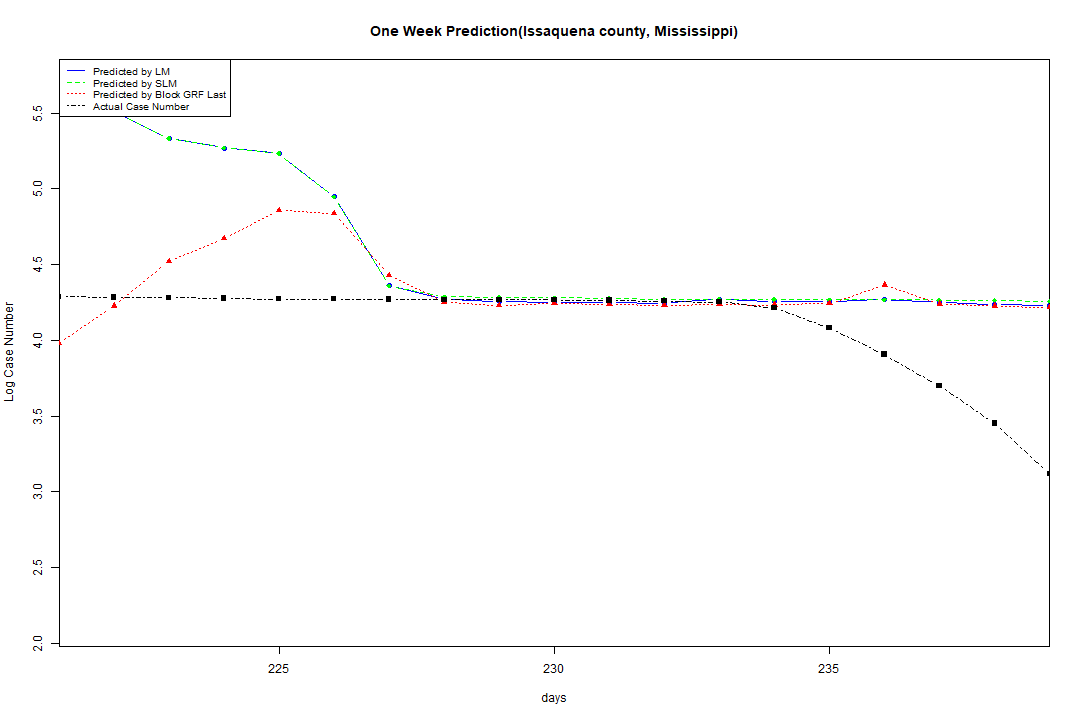 One Week Prediction(Issaquena county, Mississippi)
Predicted by LM
Predicted by SLM
Predicted by Block GRF Last
Actual Case Number
5.5
5.0
4.5
4.0
3.5
3.0
2.5
2.0
Log Case Number
225 230 235
days